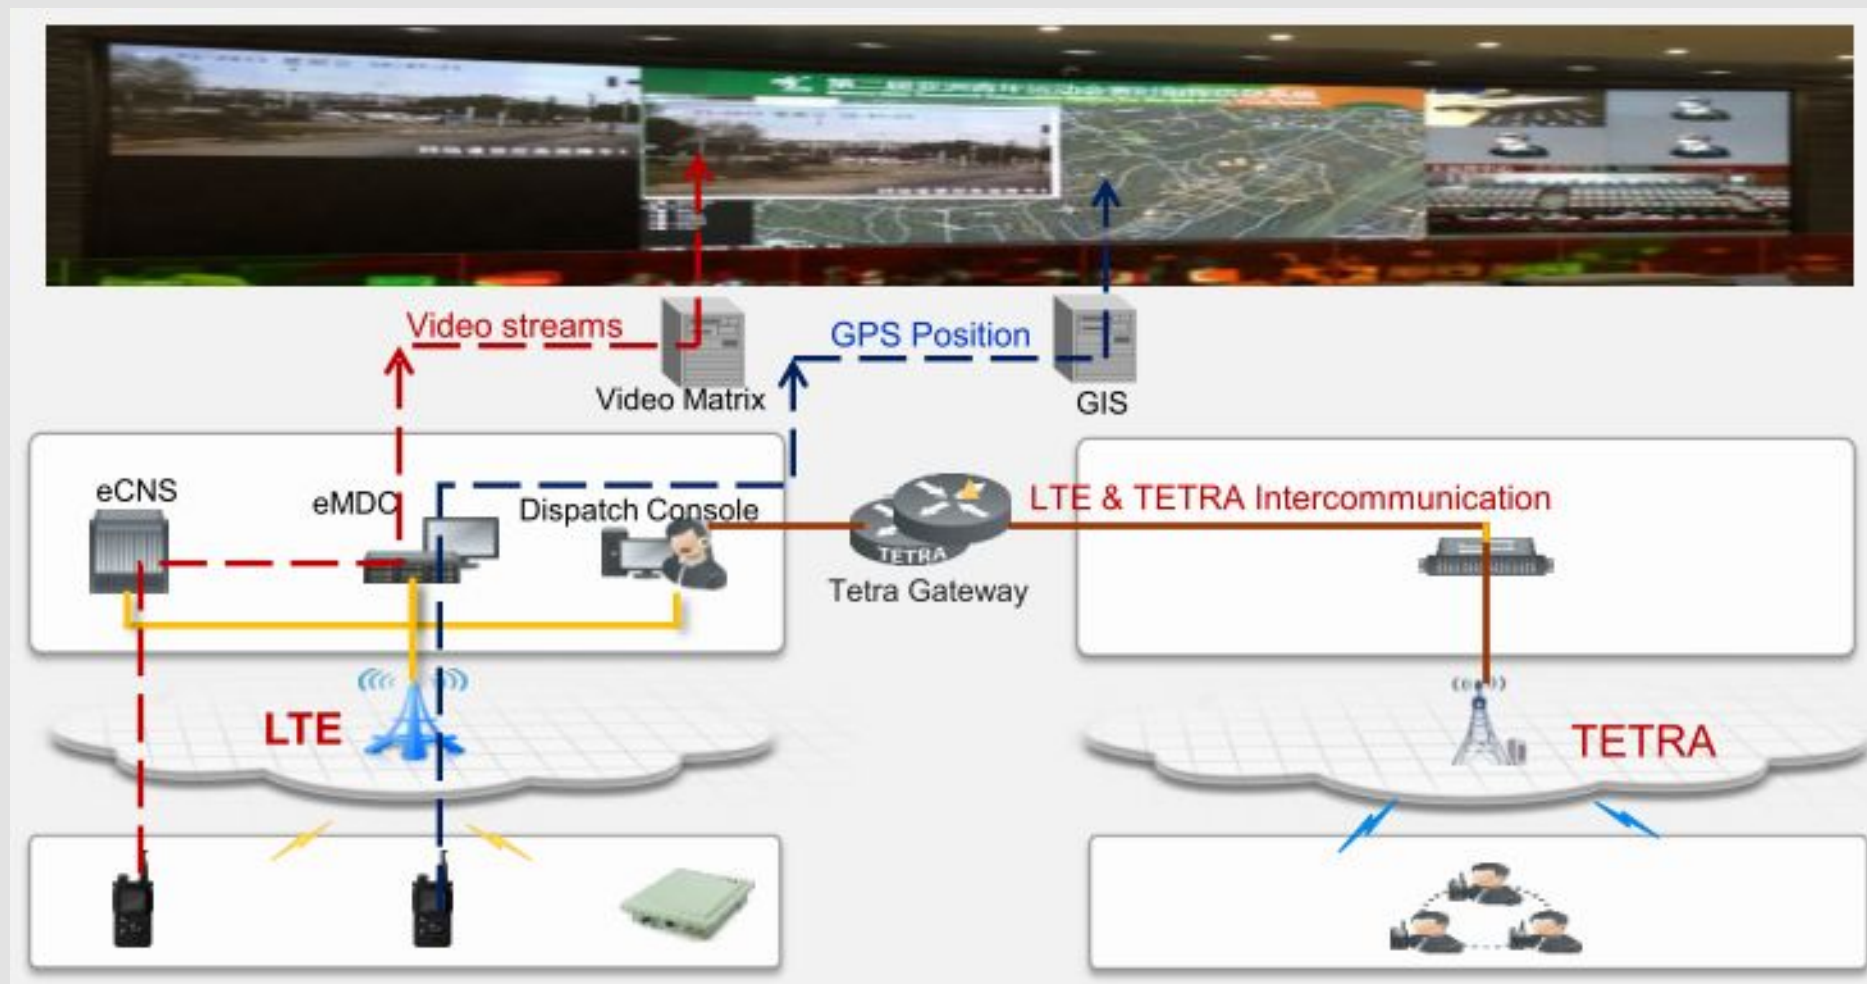 Video streams
GPS Position
Video Matrix
GIS
eCNS
eMDC
Dispatch Console
LTE & TETRA Intercommunication
TETRA
Tetra Gateway
LTE
TETRA